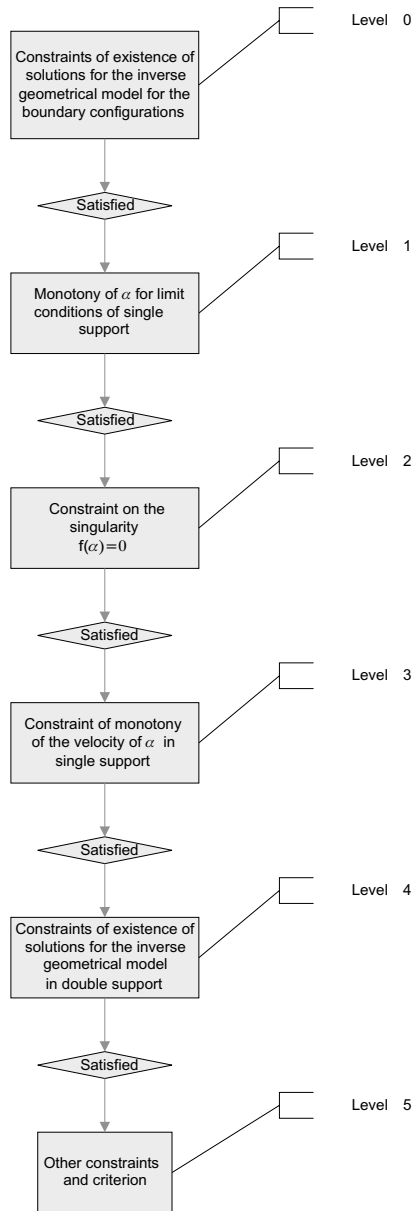 Level 0
Constraints of existence of
solutions for the inverse
geometrical model for the
boundary configurations
Satisfied
Level 1
Monotony of α for limit
conditions of single
support
Satisfied
Level 2
Constraint on the
singularity
f(α)=0
Satisfied
Level 3
Constraint of monotony
of the velocity of α in
single support
Satisfied
Level 4
Constraints of existence of
solutions for the inverse
geometrical model
in double support
Satisfied
Level 5
Other constraints
and criterion